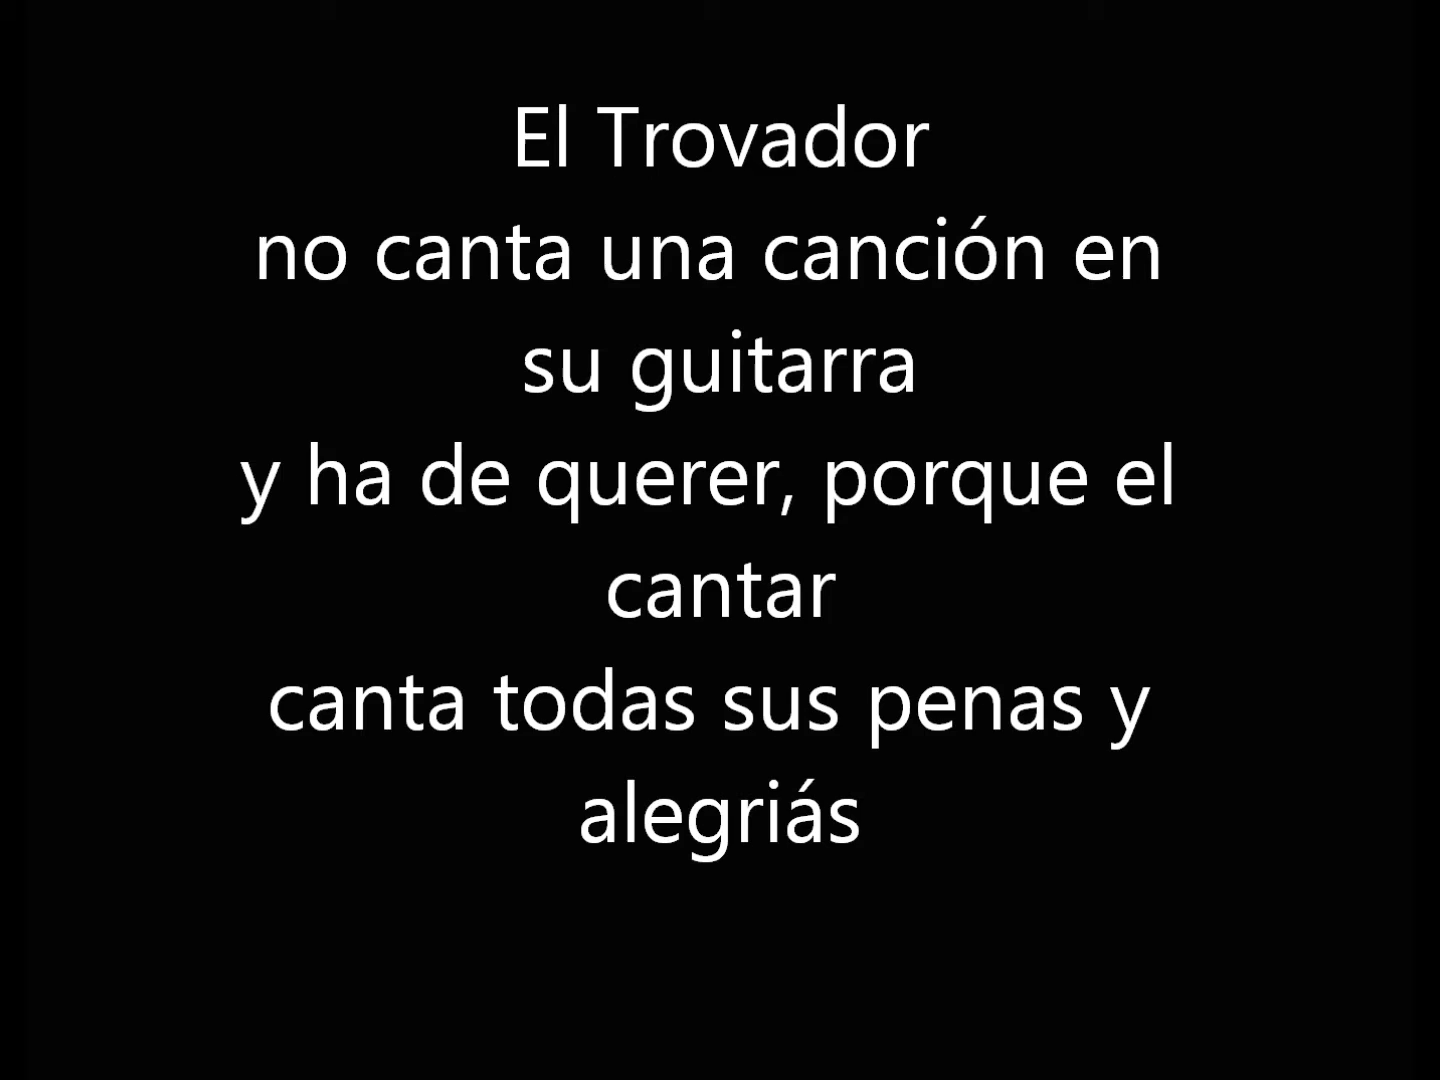 El Trovador
no canta una canción en
su guitarra
y ha de querer, porque el
cantar
canta todas sus penas y
alegriás